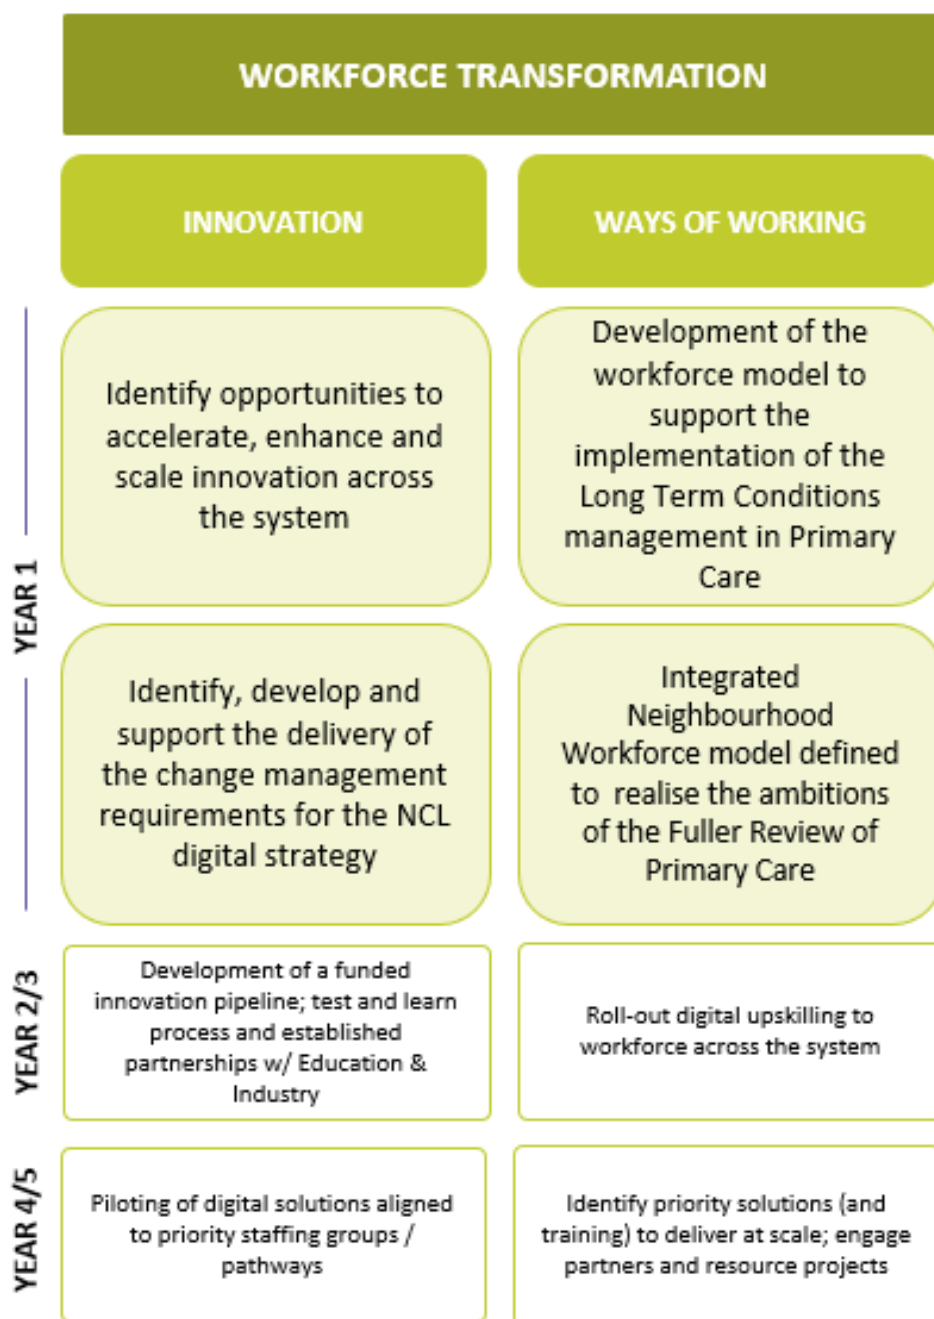 WORKFORCE TRANSFORMATION
INNOVATION
WAYS OF WORKING
YEAR 1
Identify opportunities to
accelerate, enhance and
scale innovation across
the system
Development of the
workforce model to
support the
implementation of the
Long Term Conditions
management in Primary
Care
Identify, develop and
support the delivery of
the change management
requirements for the NCL
digital strategy
Integrated
Neighbourhood
Workforce model defined
to realise the ambitions
of the Fuller Review of
Primary Care
YEAR 2/3
Development of a funded
innovation pipeline; test and learn
process and established
partnerships w/ Education &
Industry
Roll-out digital upskilling to
workforce across the system
YEAR 4/5
Piloting of digital solutions aligned
to priority staffing groups /
pathways
Identify priority solutions (and
training) to deliver at scale; engage
partners and resource projects